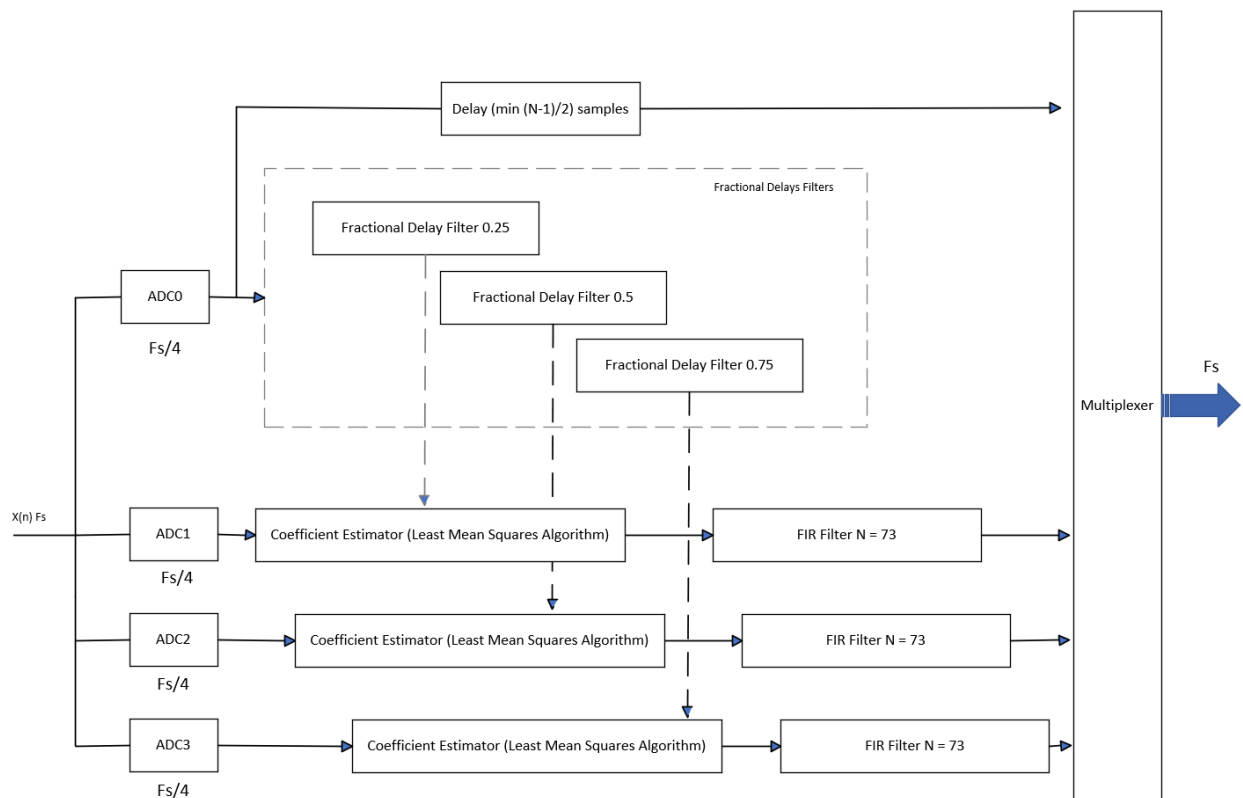 Delay (min (N-1)/2) samples
Fractional Delays Filters
Fractional Delay Filter 0.25
ADC0
Fractional Delay Filter 0.5
Fs/4
Fractional Delay Filter 0.75
Fs
Multiplexer
X(n) Fs
ADC1
Coefficient Estimator (Least Mean Squares Algorithm)
FIR Filter N = 73
Fs/4
ADC2
Coefficient Estimator (Least Mean Squares Algorithm)
FIR Filter N = 73
Fs/4
ADC3
Coefficient Estimator (Least Mean Squares Algorithm)
FIR Filter N = 73
Fs/4